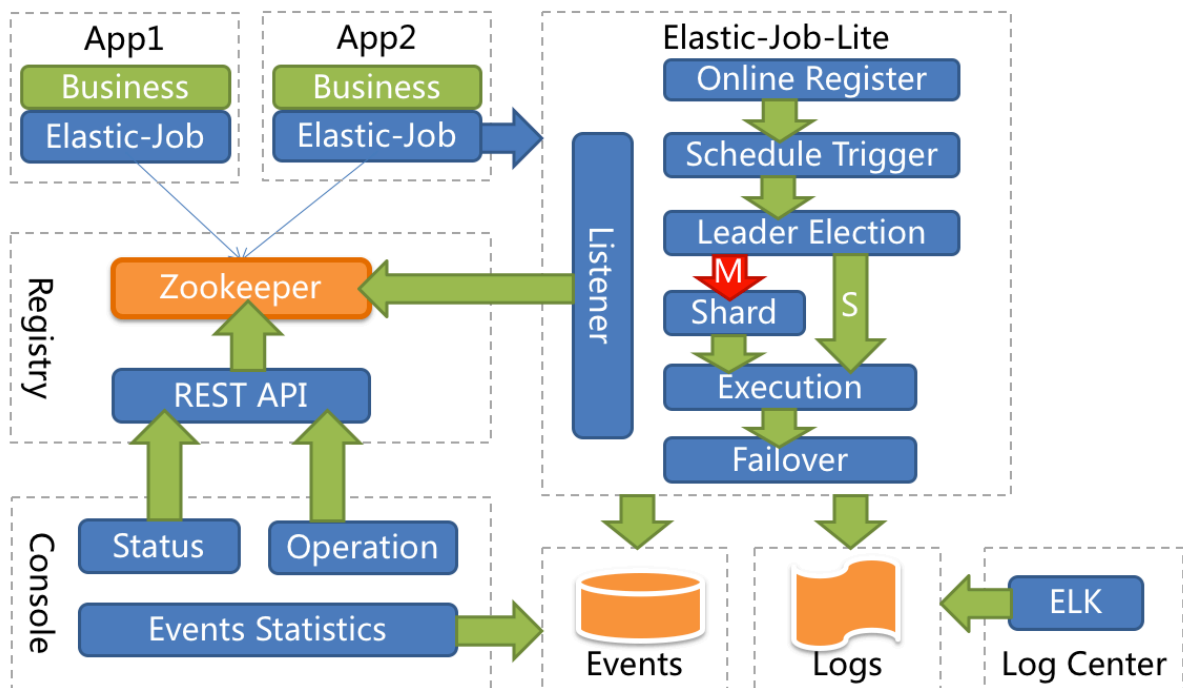 App1
Business
Elastic-Job
App2
Business
Elastic-Job
Elastic-Job-Lite
Online Register
Schedule Trigger
Leader Election
M
S
Shard
Execution
Failover
Listener
Registry
Zookeeper
REST API
Console
Status
Operation
Events Statistics
Events
Logs
ELK
Log Center